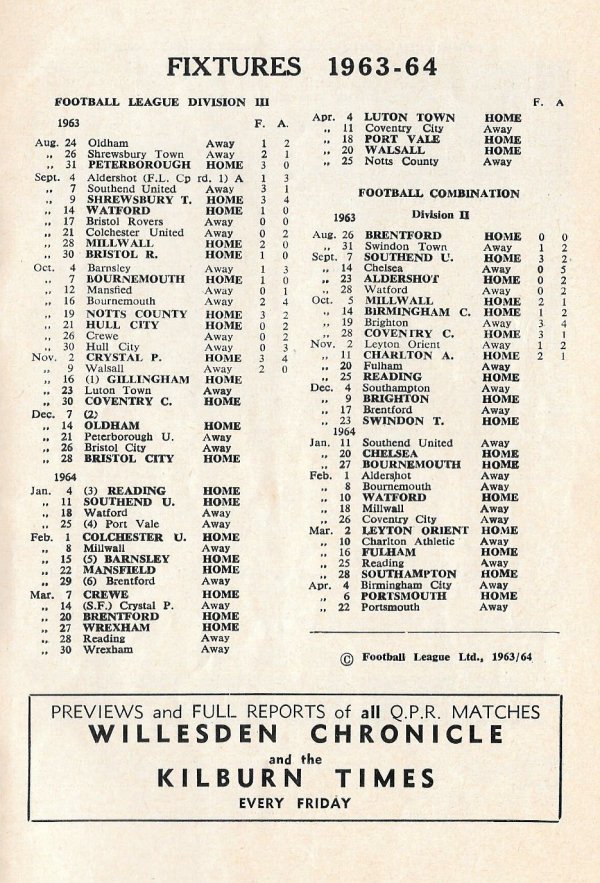 FIXTURES 1963-64
FOOTBALL LEAGUE DIVISION III
1963 F. A.
Aug. 24 Oldham Away 1 2
„ 26 Shrewsbury Town Away 2 1
„ 31 PETERBOROUGH HOME 3 0
Sept. 4 Aldershot (F.L. Cp rd. 1) A 1 3
„ 7 Southend United Away 3 1
„ 9 SHREWSBURY T. HOME 3 4
„ 14 WATFORD HOME 1 0
„ 17 Bristol Rovers Away 0 0
„ 21 Colchester United Away 0 2
„ 28 MILLWALL HOME 2 0
„ 30 BRISTOL R. HOME 1 0
Oct. 4 Barnsley Away 1 3
„ 7 BOURNEMOUTH HOME 1 0
„ 12 Mansfied Away 0 1
„ 16 Bournemouth Away 2 4
„ 19 NOTTS COUNTY HOME 3 2
„ 21 HULL CITY HOME 0 2
„ 26 Crewe Away 0 2
„ 30 Hull City Away 0 3
Nov. 2 CRYSTAL P. HOME 3 4
„ 9 Walsall Away 2 0
„ 16 (1) GILLINGHAM HOME
„ 23 Luton Town Away
„ 30 COVENTRY C. HOME
Dec. 7 (2)
„ 14 OLDHAM HOME
„ 21 Peterborough U. Away
„ 26 Bristol City Away
„ 28 BRISTOL CITY HOME
1964
Jan. 4 (3) READING HOME
„ 11 SOUTHEND U. HOME
„ 18 Watford Away
„ 25 (4) Port Vale Away
Feb. 1 COLCHESTER U. HOME
„ 8 Millwall Away
„ 15 (5) BARNSLEY HOME
„ 22 MANSFIELD HOME
„ 29 (6) Brentford Away
Mar. 7 CREWE HOME
„ 14 (S.F.) Crystal P. Away
„ 20 BRENTFORD HOME
„ 27 WREXHAM HOME
„ 28 Reading Away
„ 30 Wrexham Away
F. A
Apr. 4 LUTON TOWN HOME
„ 11 Coventry City Away
„ 18 PORT VALE HOME
„ 20 WALSALL HOME
„ 25 Notts County Away
FOOTBALL COMBINATION
1963 Division II
Aug. 26 BRENTFORD HOME 0 0
„ 31 Swindon Town Away 1 2
Sept. 7 SOUTHEND U. HOME 3 2
„ 14 Chelsea Away 0 5
„ 23 ALDERSHOT HOME 0 2
„ 28 Watford Away 0 2
Oct. 5 MILLWALL HOME 2 1
„ 14 BIRMINGHAM C. HOME 1 2
„ 19 Brighton Away 3 4
„ 28 COVENTRY C. HOME 3 1
Nov. 2 Leyton Orient Away 1 2
„ 11 CHARLTON A. HOME 2 1
„ 20 Fulham Away
„ 25 READING HOME
Dec. 4 Southampton Away
„ 9 BRIGHTON HOME
„ 17 Brentford Away
„ 23 SWINDON T. HOME
1964
Jan. 11 Southend United Away
„ 20 CHELSEA HOME
„ 27 BOURNEMOUTH HOME
Feb. 1 Aldershot Away
„ 8 Bournemouth Away
„ 10 WATFORD HOME
„ 18 Millwall Away
„ 26 Coventry City Away
Mar. 2 LEYTON ORIENT HOME
„ 10 Charlton Athletic Away
„ 16 FULHAM HOME
„ 25 Reading Away
„ 28 SOUTHAMPTON HOME
Apr. 4 Birmingham City Away
„ 6 PORTSMOUTH HOME
„ 22 Portsmouth Away
© Football League Ltd., 1963/64
PREVIEWS and FULL REPORTS of all Q.P.R. MATCHES
WILLESDEN CHRONICLE
and the
KILBURN TIMES
EVERY FRIDAY